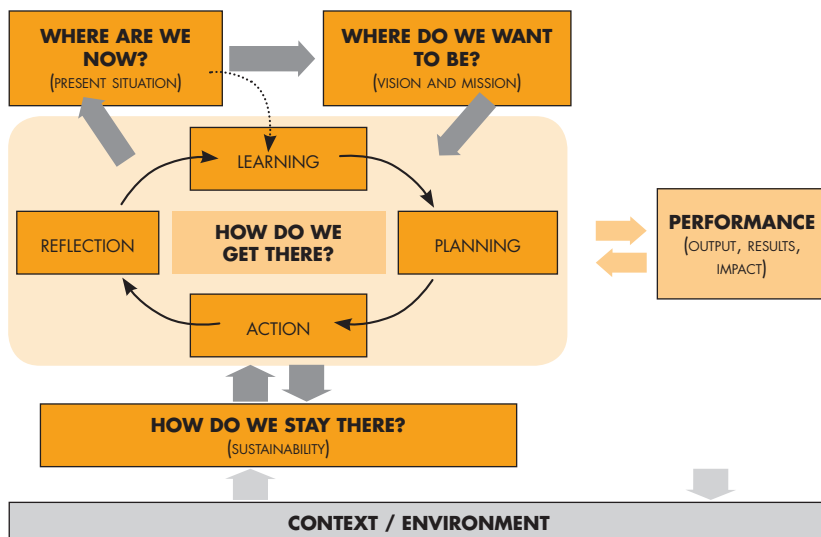 WHERE ARE WE
NOW?
(PRESENT SITUATION)
WHERE DO WE WANT
TO BE?
(VISION AND MISSION)
LEARNING
REFLECTION
HOW DO WE
GET THERE?
PLANNING
ACTION
PERFORMANCE
(OUTPUT, RESULTS,
IMPACT)
HOW DO WE STAY THERE?
(SUSTAINABILITY)
CONTEXT / ENVIRONMENT